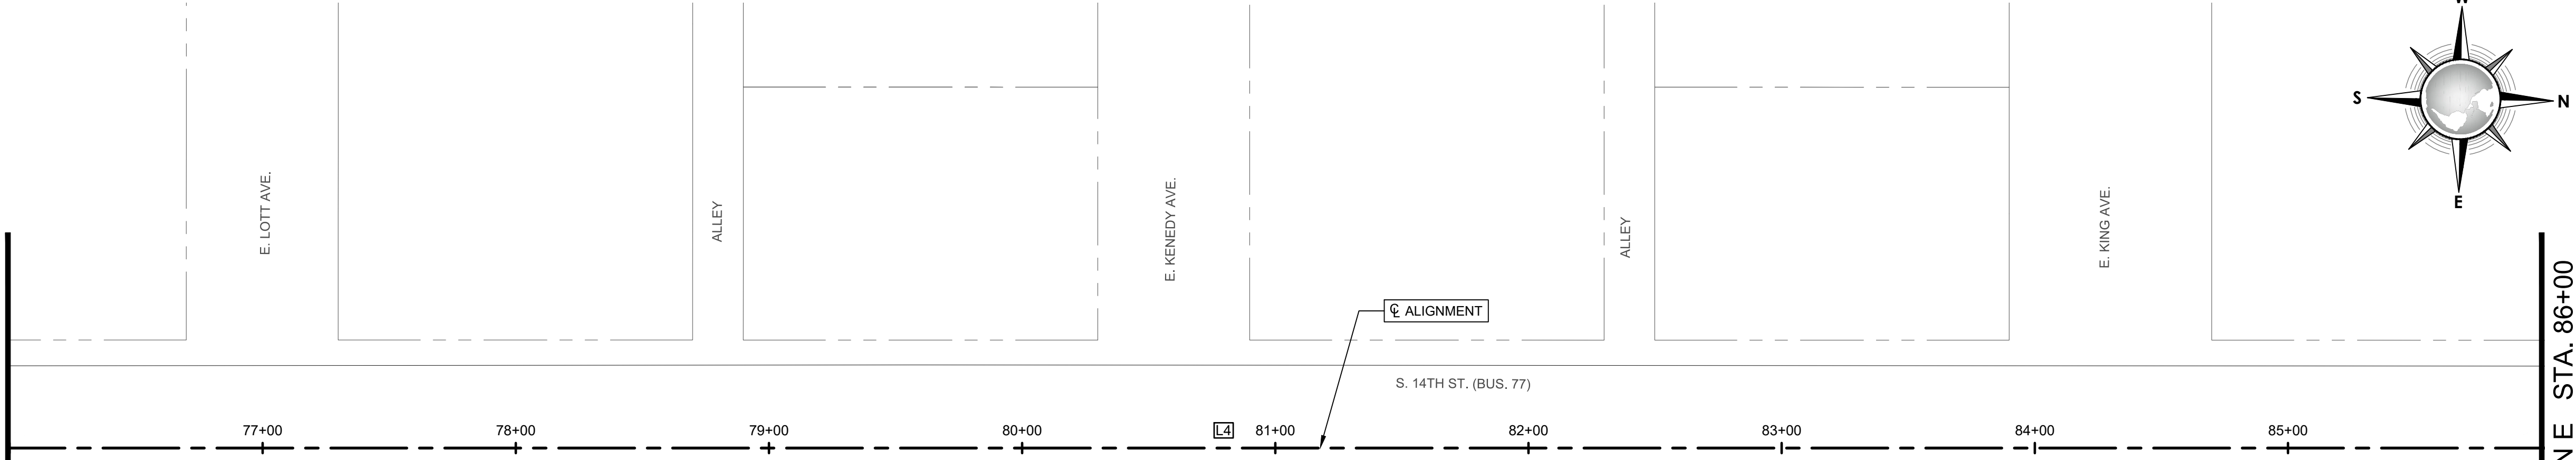 W
S
N
E
E. LOTT AVE.
ALLEY
E. KENEDY AVE.
ALLEY
E. KING AVE.
℄ ALIGNMENT
S. 14TH ST. (BUS. 77)
77+00
78+00
79+00
80+00
L4
81+00
82+00
83+00
84+00
85+00
NE STA. 86+00